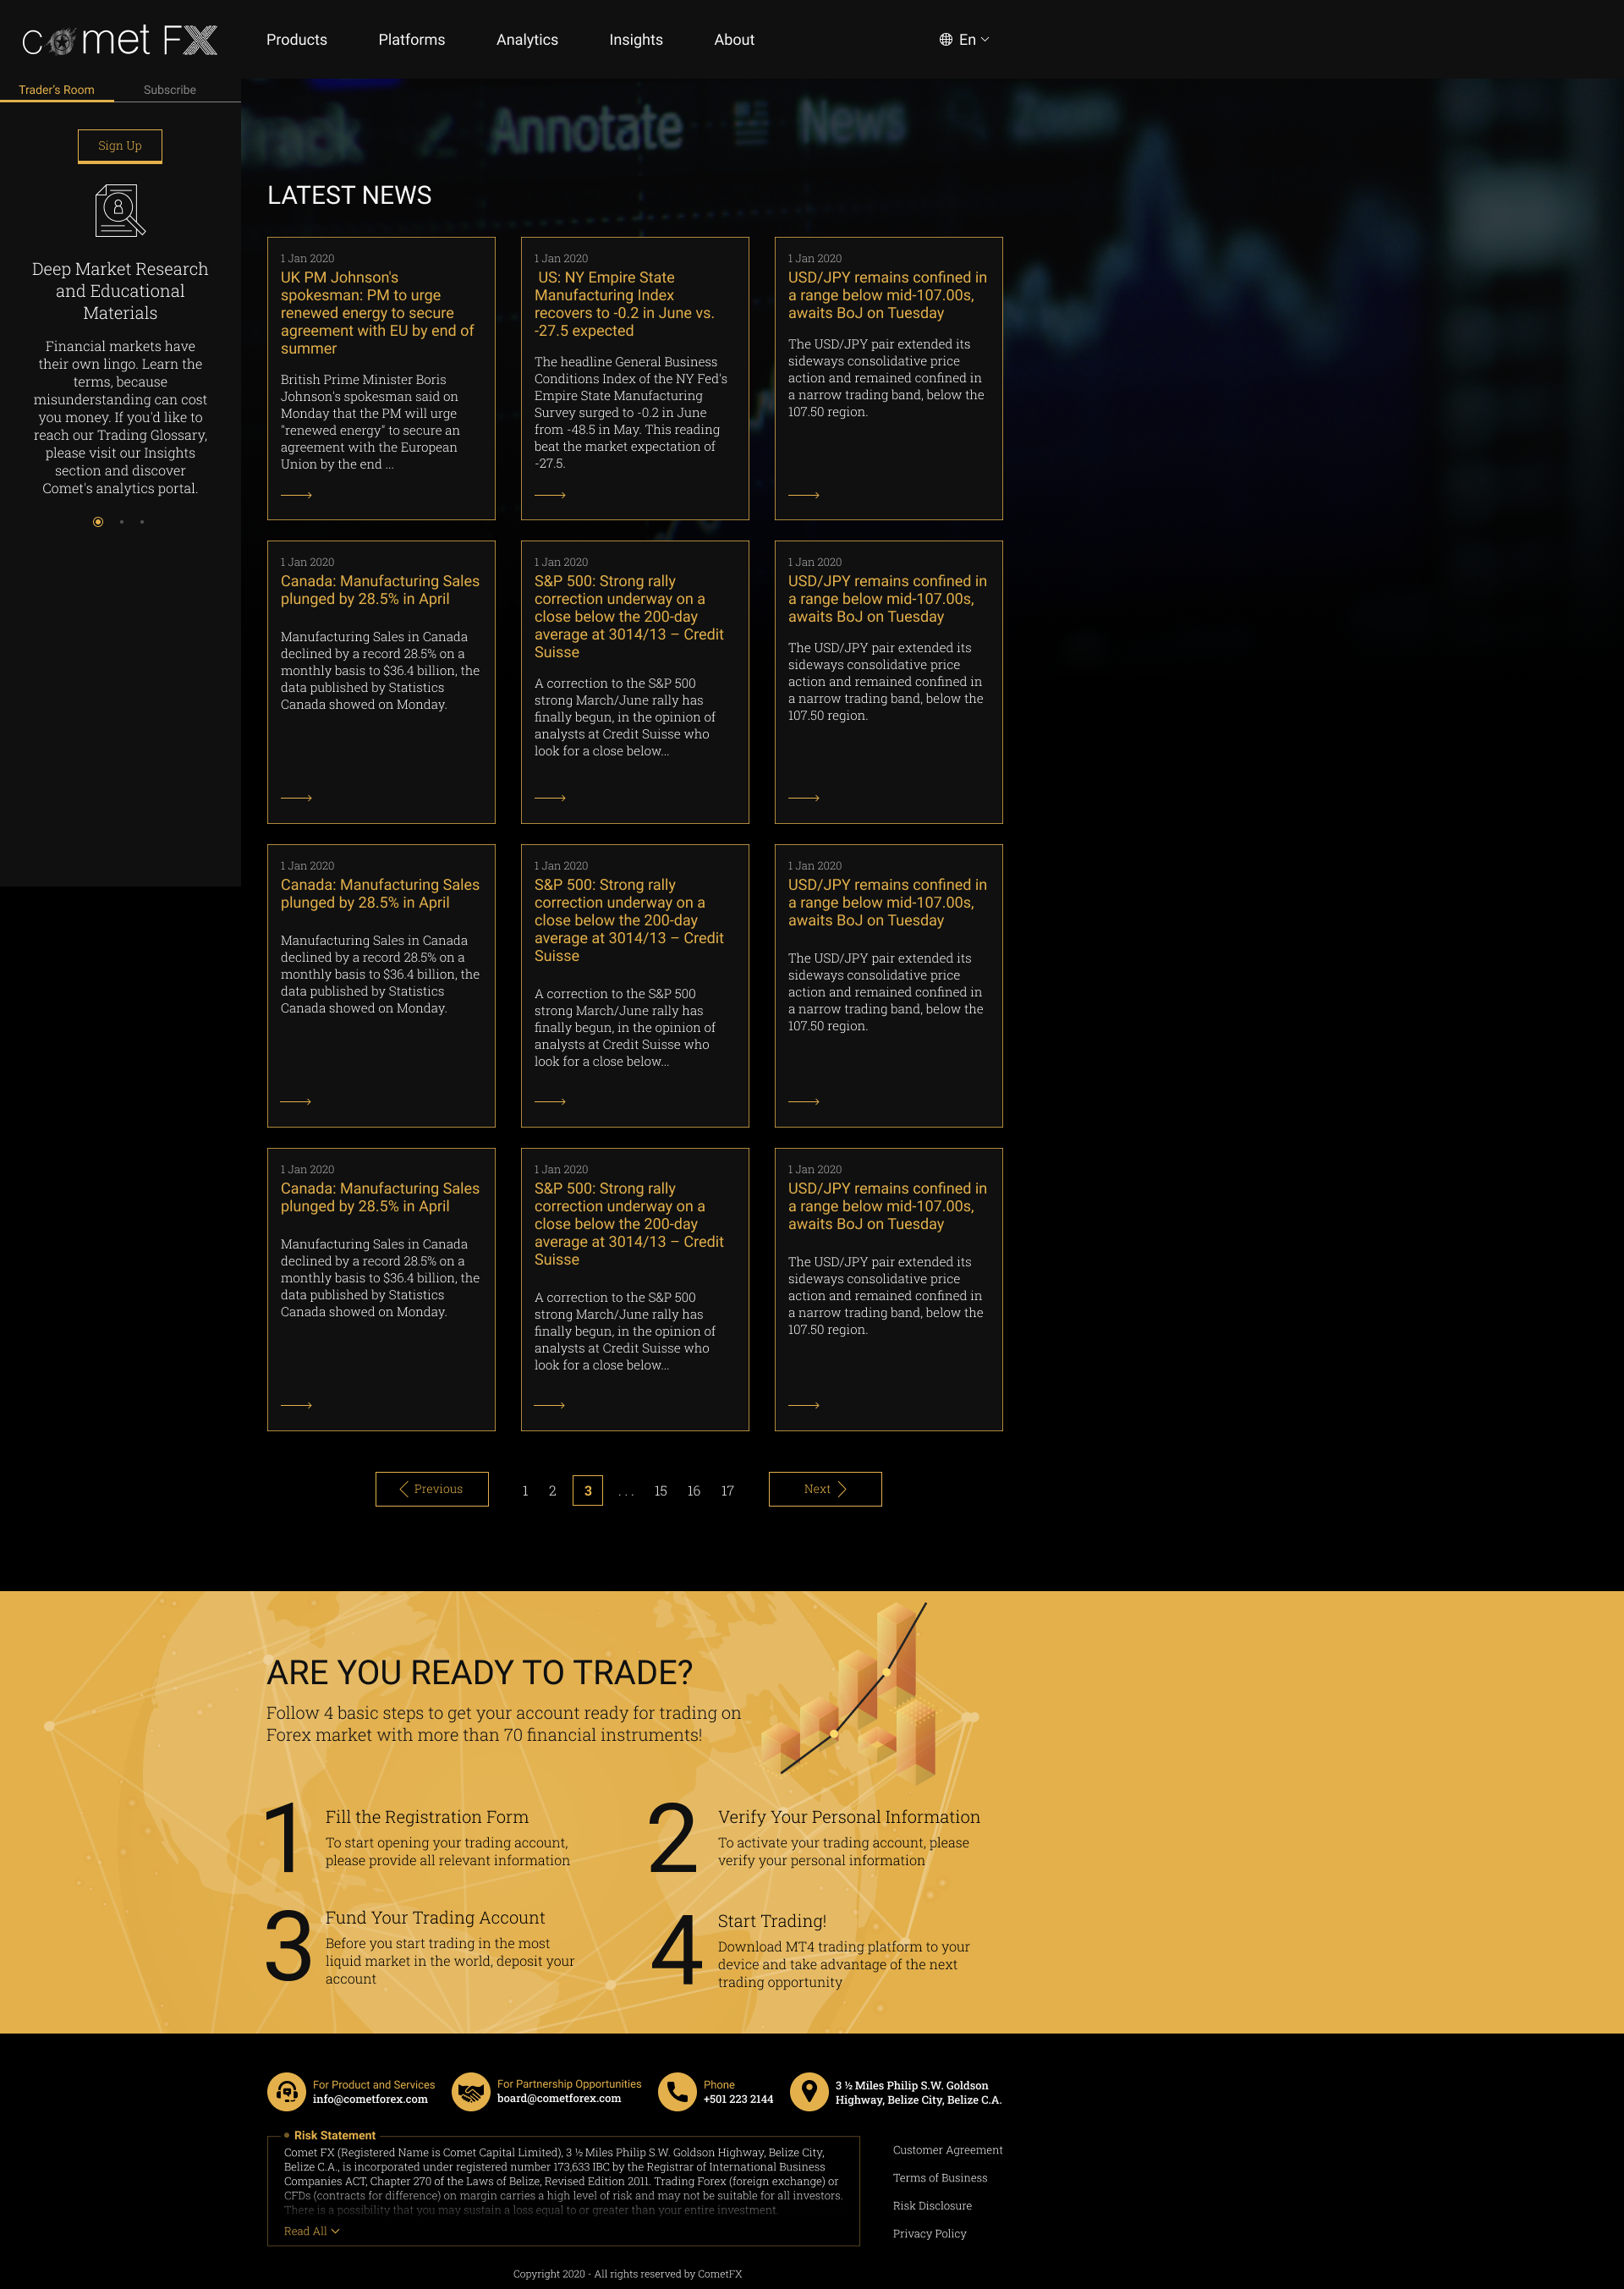 comet FX
Products
Platforms
Analytics
Insights
About
En
Trader's Room
Subscribe
Sign Up
Deep Market Research
and Educational
Materials
Financial markets have
their own lingo. Learn the
terms, because
misunderstanding can cost
you money. If you'd like to
reach our Trading Glossary,
please visit our Insights
section and discover
Comet's analytics portal.
Annotate
News
Zoom
LATEST NEWS
1 Jan 2020
UK PM Johnson's
spokesman: PM to urge
renewed energy to secure
agreement with EU by end of
summer
British Prime Minister Boris
Johnson's spokesman said on
Monday that the PM will urge
"renewed energy" to secure an
agreement with the European
Union by the end ...
1 Jan 2020
US: NY Empire State
Manufacturing Index
recovers to -0.2 in June vs.
-27.5 expected
The headline General Business
Conditions Index of the NY Fed's
Empire State Manufacturing
Survey surged to -0.2 in June
from -48.5 in May. This reading
beat the market expectation of
-27.5.
1 Jan 2020
USD/JPY remains confined in
a range below mid-107.00s,
awaits BoJ on Tuesday
The USD/JPY pair extended its
sideways consolidative price
action and remained confined in
a narrow trading band, below the
107.50 region.
1 Jan 2020
Canada: Manufacturing Sales
plunged by 28.5% in April
Manufacturing Sales in Canada
declined by a record 28.5% on a
monthly basis to $36.4 billion, the
data published by Statistics
Canada showed on Monday.
1 Jan 2020
S&P 500: Strong rally
correction underway on a
close below the 200-day
average at 3014/13 – Credit
Suisse
A correction to the S&P 500
strong March/June rally has
finally begun, in the opinion of
analysts at Credit Suisse who
look for a close below...
1 Jan 2020
USD/JPY remains confined in
a range below mid-107.00s,
awaits BoJ on Tuesday
The USD/JPY pair extended its
sideways consolidative price
action and remained confined in
a narrow trading band, below the
107.50 region.
1 Jan 2020
Canada: Manufacturing Sales
plunged by 28.5% in April
Manufacturing Sales in Canada
declined by a record 28.5% on a
monthly basis to $36.4 billion, the
data published by Statistics
Canada showed on Monday.
1 Jan 2020
S&P 500: Strong rally
correction underway on a
close below the 200-day
average at 3014/13 – Credit
Suisse
A correction to the S&P 500
strong March/June rally has
finally begun, in the opinion of
analysts at Credit Suisse who
look for a close below...
1 Jan 2020
USD/JPY remains confined in
a range below mid-107.00s,
awaits BoJ on Tuesday
The USD/JPY pair extended its
sideways consolidative price
action and remained confined in
a narrow trading band, below the
107.50 region.
1 Jan 2020
Canada: Manufacturing Sales
plunged by 28.5% in April
Manufacturing Sales in Canada
declined by a record 28.5% on a
monthly basis to $36.4 billion, the
data published by Statistics
Canada showed on Monday.
1 Jan 2020
S&P 500: Strong rally
correction underway on a
close below the 200-day
average at 3014/13 – Credit
Suisse
A correction to the S&P 500
strong March/June rally has
finally begun, in the opinion of
analysts at Credit Suisse who
look for a close below...
1 Jan 2020
USD/JPY remains confined in
a range below mid-107.00s,
awaits BoJ on Tuesday
The USD/JPY pair extended its
sideways consolidative price
action and remained confined in
a narrow trading band, below the
107.50 region.
Previous 1 2 3 ... 15 16 17 Next
ARE YOU READY TO TRADE?
Follow 4 basic steps to get your account ready for trading on
Forex market with more than 70 financial instruments!
1
Fill the Registration Form
To start opening your trading account,
please provide all relevant information
2
Verify Your Personal Information
To activate your trading account, please
verify your personal information
3
Fund Your Trading Account
Before you start trading in the most
liquid market in the world, deposit your
account
4
Start Trading!
Download MT4 trading platform to your
device and take advantage of the next
trading opportunity
For Product and Services
info@cometforex.com
For Partnership Opportunities
board@cometforex.com
Phone
+501 223 2144
3 ½ Miles Philip S.W. Goldson
Highway, Belize City, Belize C.A.
Risk Statement
Comet FX (Registered Name is Comet Capital Limited), 3 ½ Miles Philip S.W. Goldson Highway, Belize City,
Belize C.A., is incorporated under registered number 173,633 IBC by the Registrar of International Business
Companies ACT, Chapter 270 of the Laws of Belize, Revised Edition 2011. Trading Forex (foreign exchange) or
CFDs (contracts for difference) on margin carries a high level of risk and may not be suitable for all investors.
There is a possibility that you may sustain a loss equal to or greater than your entire investment.
Read All
Customer Agreement
Terms of Business
Risk Disclosure
Privacy Policy
Copyright 2020 - All rights reserved by CometFX